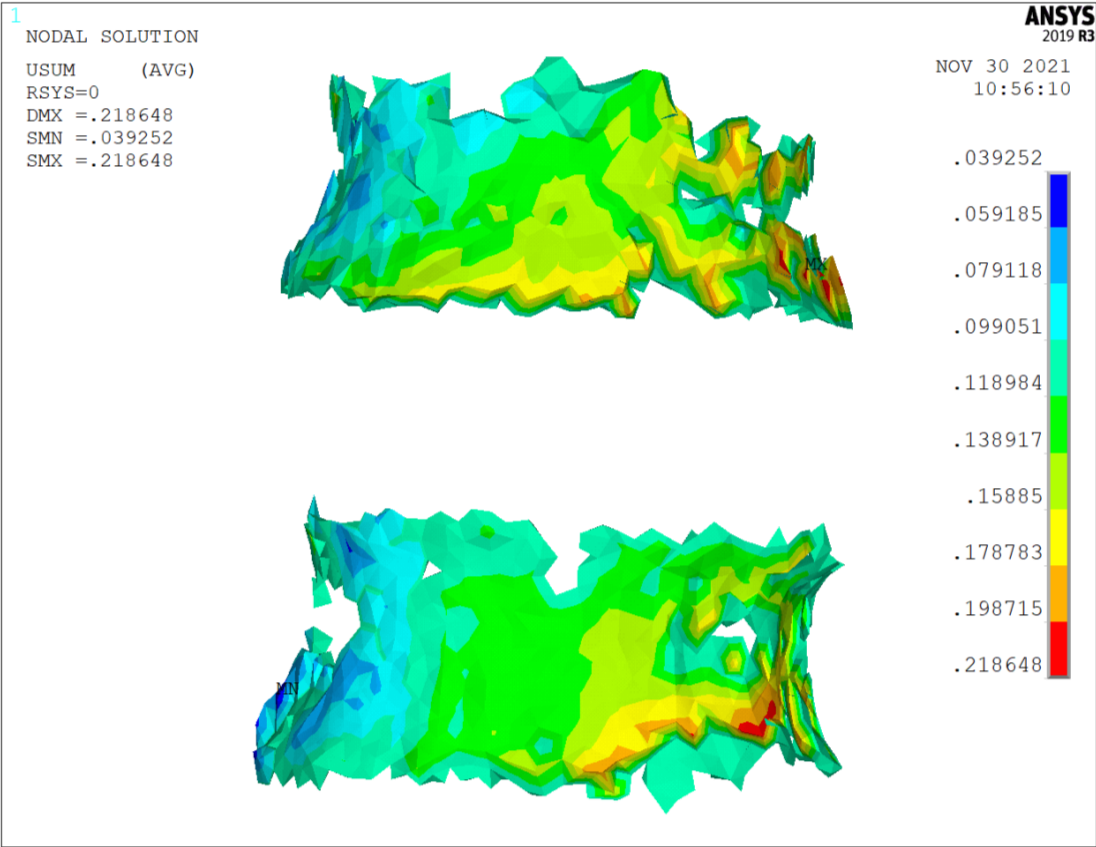 1
NODAL SOLUTION
USUM (AVG)
RSYS=0
DMX =.218648
SMN =.039252
SMX =.218648
ANSYS
2019 R3
NOV 30 2021
10:56:10
.039252
.059185
.079118
.099051
.118984
.138917
.15885
.178783
.198715
.218648
MX
MN